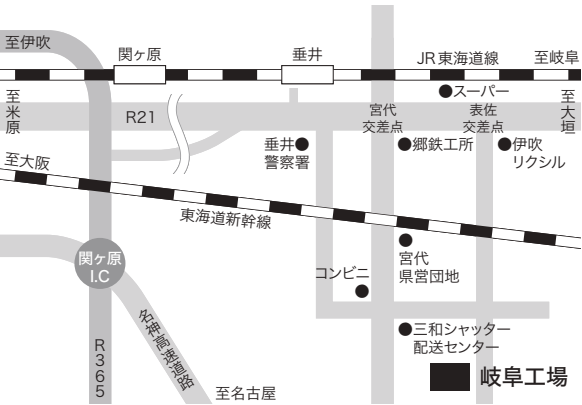 至伊吹
関ヶ原
垂井
JR東海道線
至岐阜
スーパー
至米原
R21
宮代
交差点
表佐
交差点
至大垣
垂井
警察署
郷鉄工所
伊吹
リクシル
至大阪
東海道新幹線
関ヶ原
I.C
宮代
県営団地
コンビニ
名神高速道路
三和シャッター
配送センター
R365
至名古屋
岐阜工場